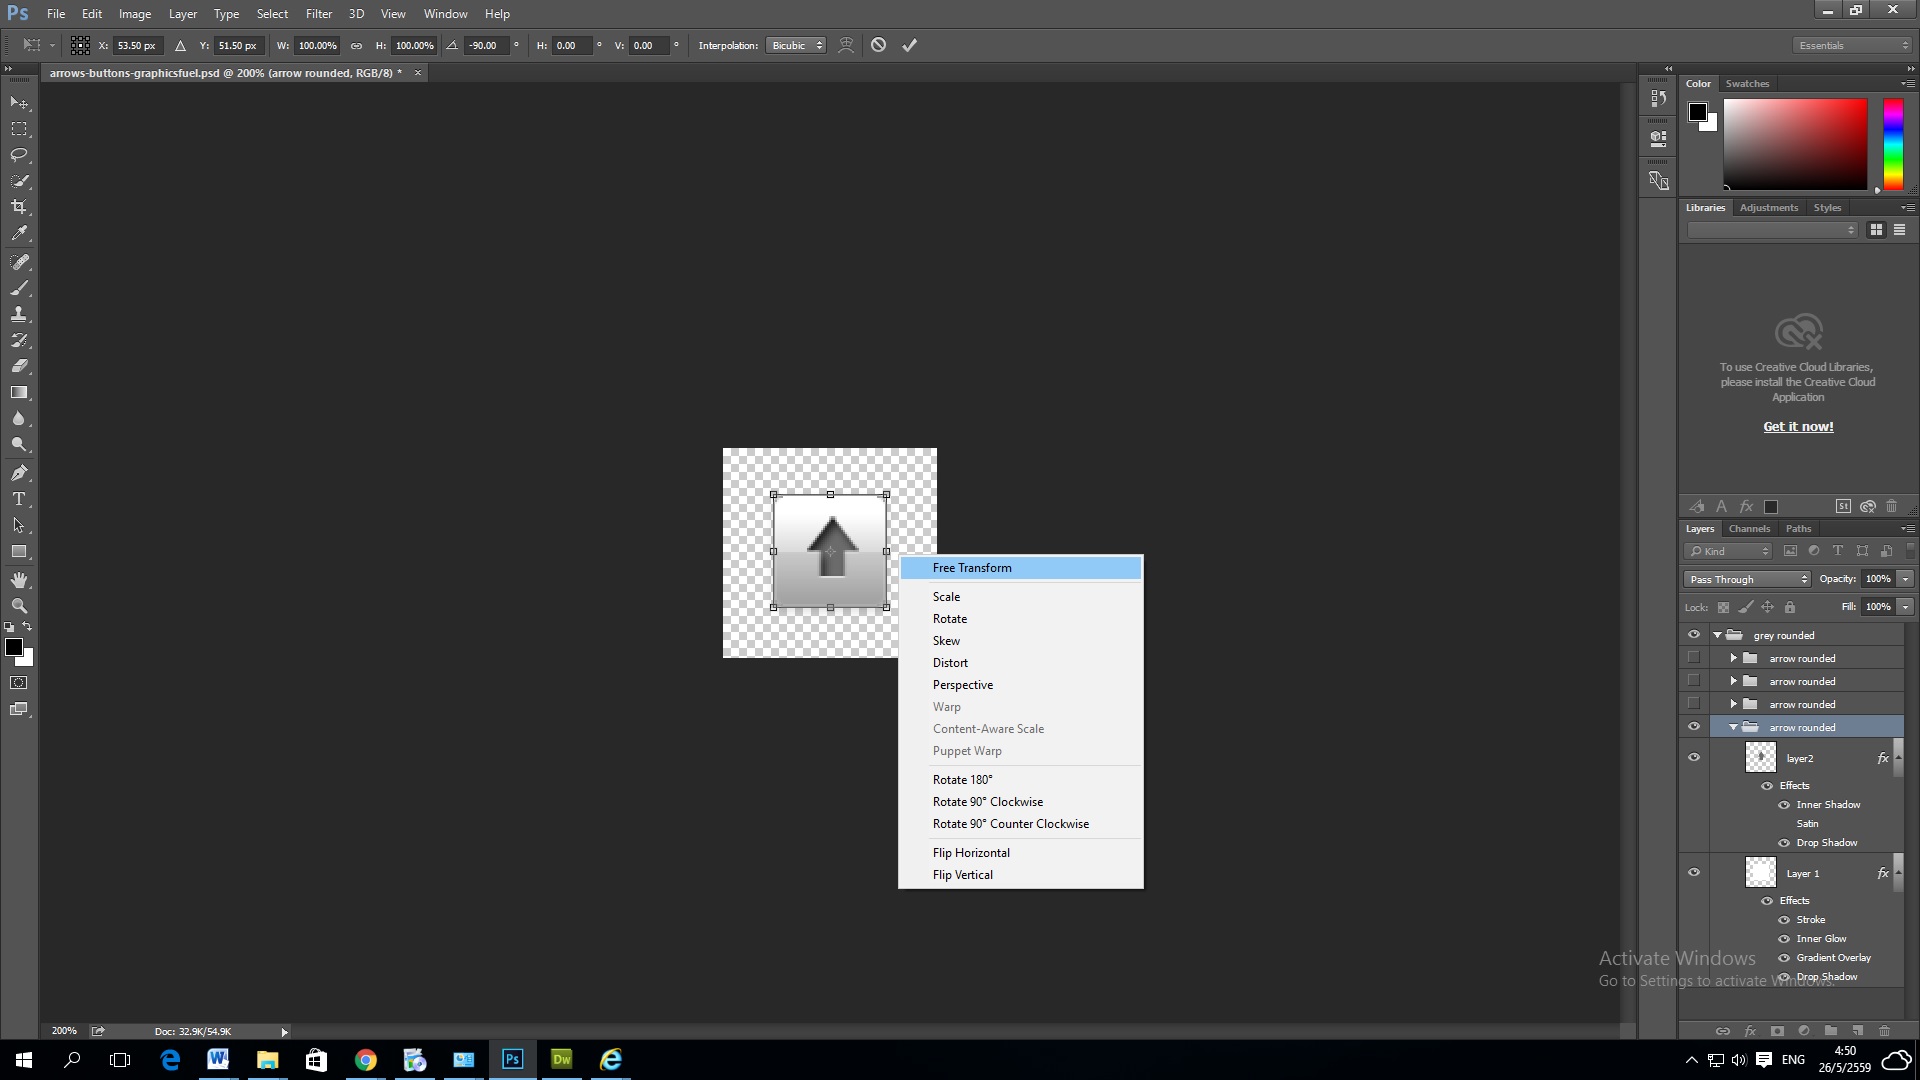 Ps File Edit Image Layer Type Select Filter 3D View Window Help
X: 53.50 px Y: 51.50 px W: 100.00% H: 100.00% -90.00 ° H: 0.00 ° V: 0.00 ° Interpolation: Bicubic Essentials
arrows-buttons-graphicsfuel.psd @ 200% (arrow rounded, RGB/8) * ×
Color Swatches
Libraries Adjustments Styles
To use Creative Cloud Libraries,
please install the Creative Cloud
Application
Get it now!
A fx St
Layers Channels Paths
Kind T
Pass Through Opacity: 100%
Lock: Fill: 100%
grey rounded
arrow rounded
arrow rounded
arrow rounded
arrow rounded
layer2 fx
Effects
Inner Shadow
Satin
Drop Shadow
Layer 1 fx
Effects
Stroke
Inner Glow
Gradient Overlay
Drop Shadow
fx
Free Transform
Scale
Rotate
Skew
Distort
Perspective
Warp
Content-Aware Scale
Puppet Warp
Rotate 180°
Rotate 90° Clockwise
Rotate 90° Counter Clockwise
Flip Horizontal
Flip Vertical
Activate Windows
Go to Settings to activate Windows.
200% Doc: 32.9K/54.9K
Ps Dw ENG
4:50
26/5/2559